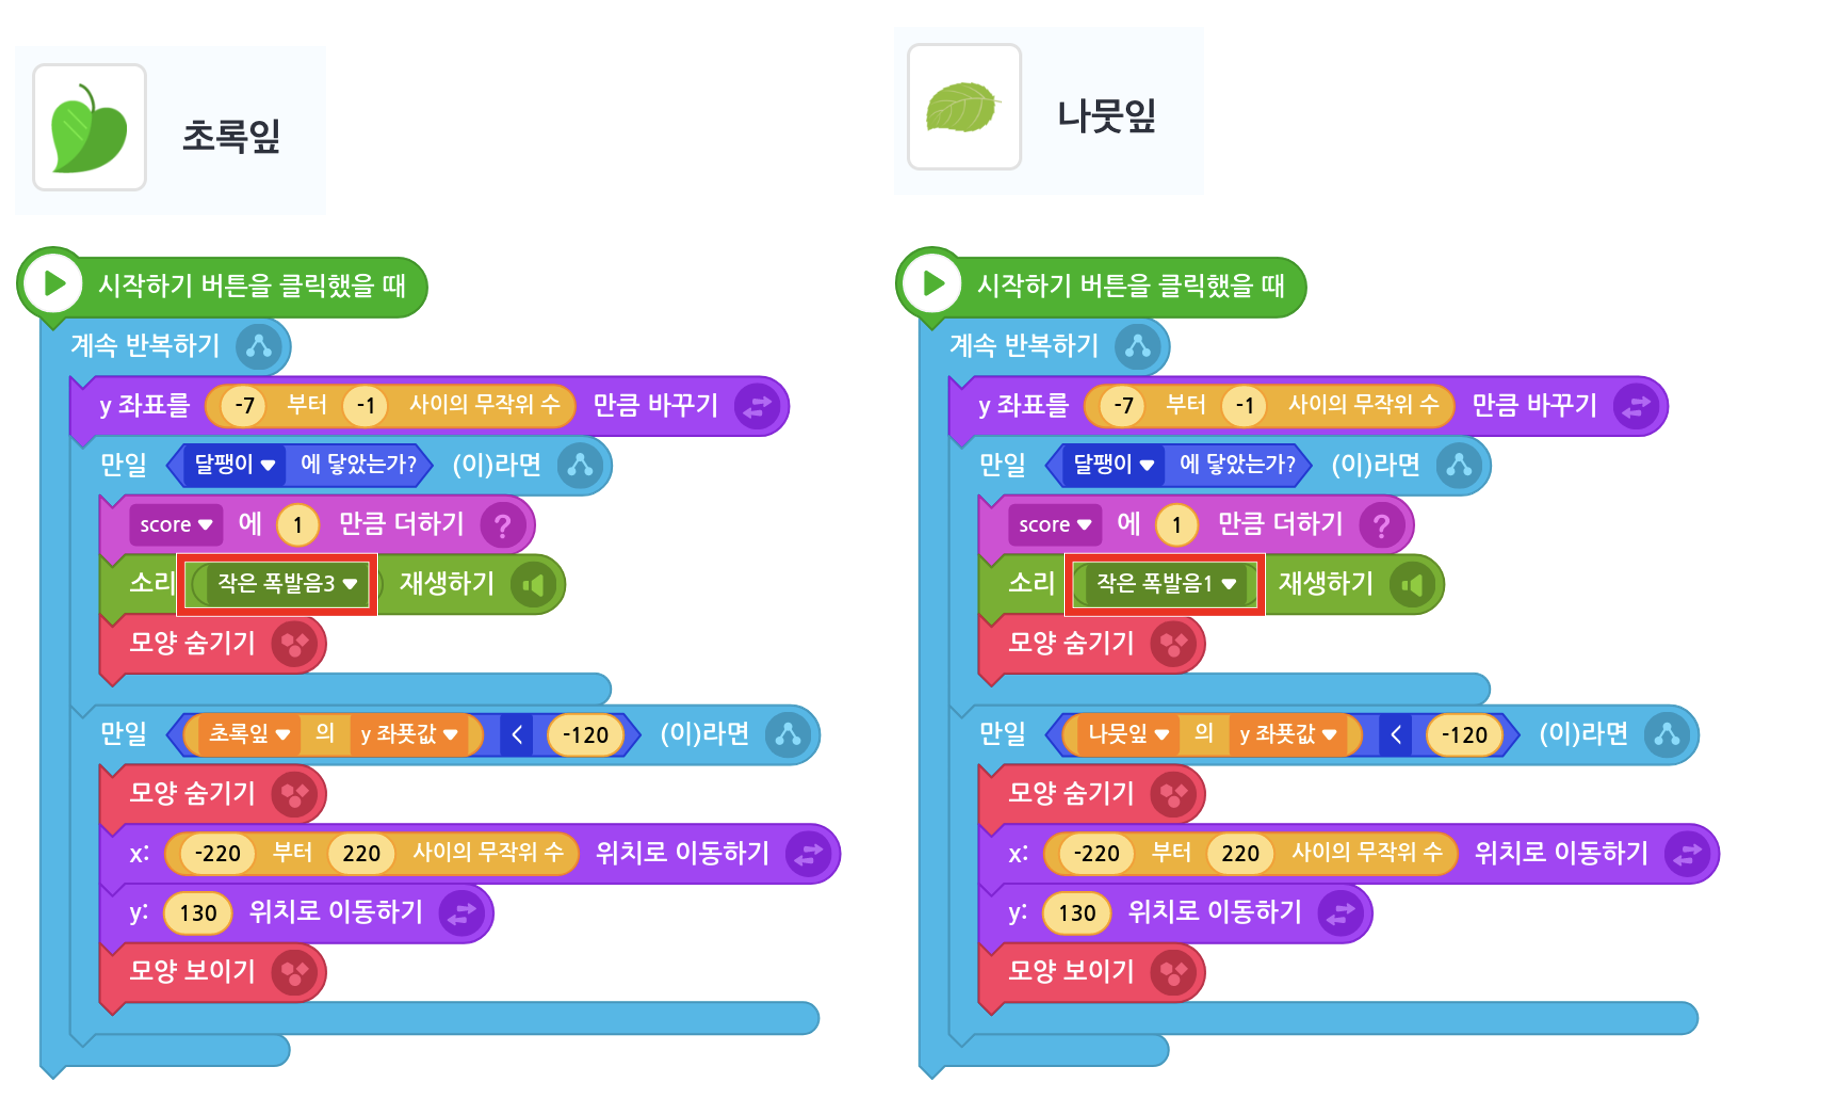 초록잎
시작하기 버튼을 클릭했을 때
계속 반복하기
y 좌표를 -7 부터 -1 사이의 무작위 수 만큼 바꾸기
만일 달팽이 에 닿았는가? (이)라면
score 에 1 만큼 더하기 ?
소리 작은 폭발음3 재생하기
모양 숨기기
만일 초록잎 의 y 좌푯값 < -120 (이)라면
모양 숨기기
x: -220 부터 220 사이의 무작위 수 위치로 이동하기
y: 130 위치로 이동하기
모양 보이기
나뭇잎
시작하기 버튼을 클릭했을 때
계속 반복하기
y 좌표를 -7 부터 -1 사이의 무작위 수 만큼 바꾸기
만일 달팽이 에 닿았는가? (이)라면
score 에 1 만큼 더하기 ?
소리 작은 폭발음1 재생하기
모양 숨기기
만일 나뭇잎 의 y 좌푯값 < -120 (이)라면
모양 숨기기
x: -220 부터 220 사이의 무작위 수 위치로 이동하기
y: 130 위치로 이동하기
모양 보이기